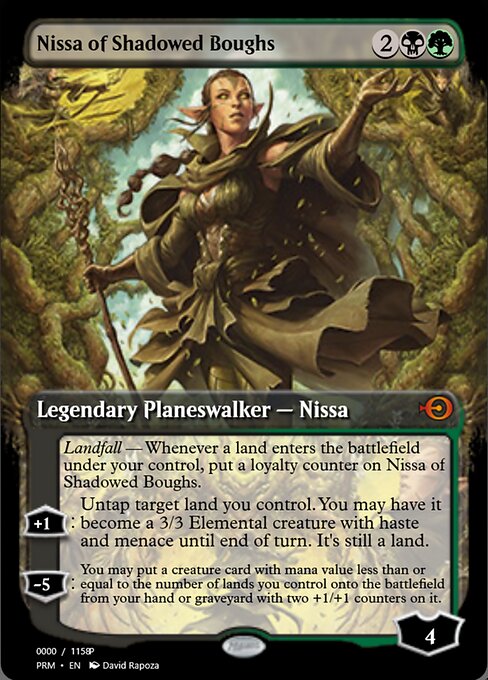 Nissa of Shadowed Boughs 2
Legendary Planeswalker — Nissa
Landfall — Whenever a land enters the battlefield
under your control, put a loyalty counter on Nissa of
Shadowed Boughs.
+1 : Untap target land you control. You may have it
become a 3/3 Elemental creature with haste
and menace until end of turn. It's still a land.
-5 : You may put a creature card with mana value less than or
equal to the number of lands you control onto the battlefield
from your hand or graveyard with two +1/+1 counters on it.
4
0000 / 1158P
PRM • EN David Rapoza